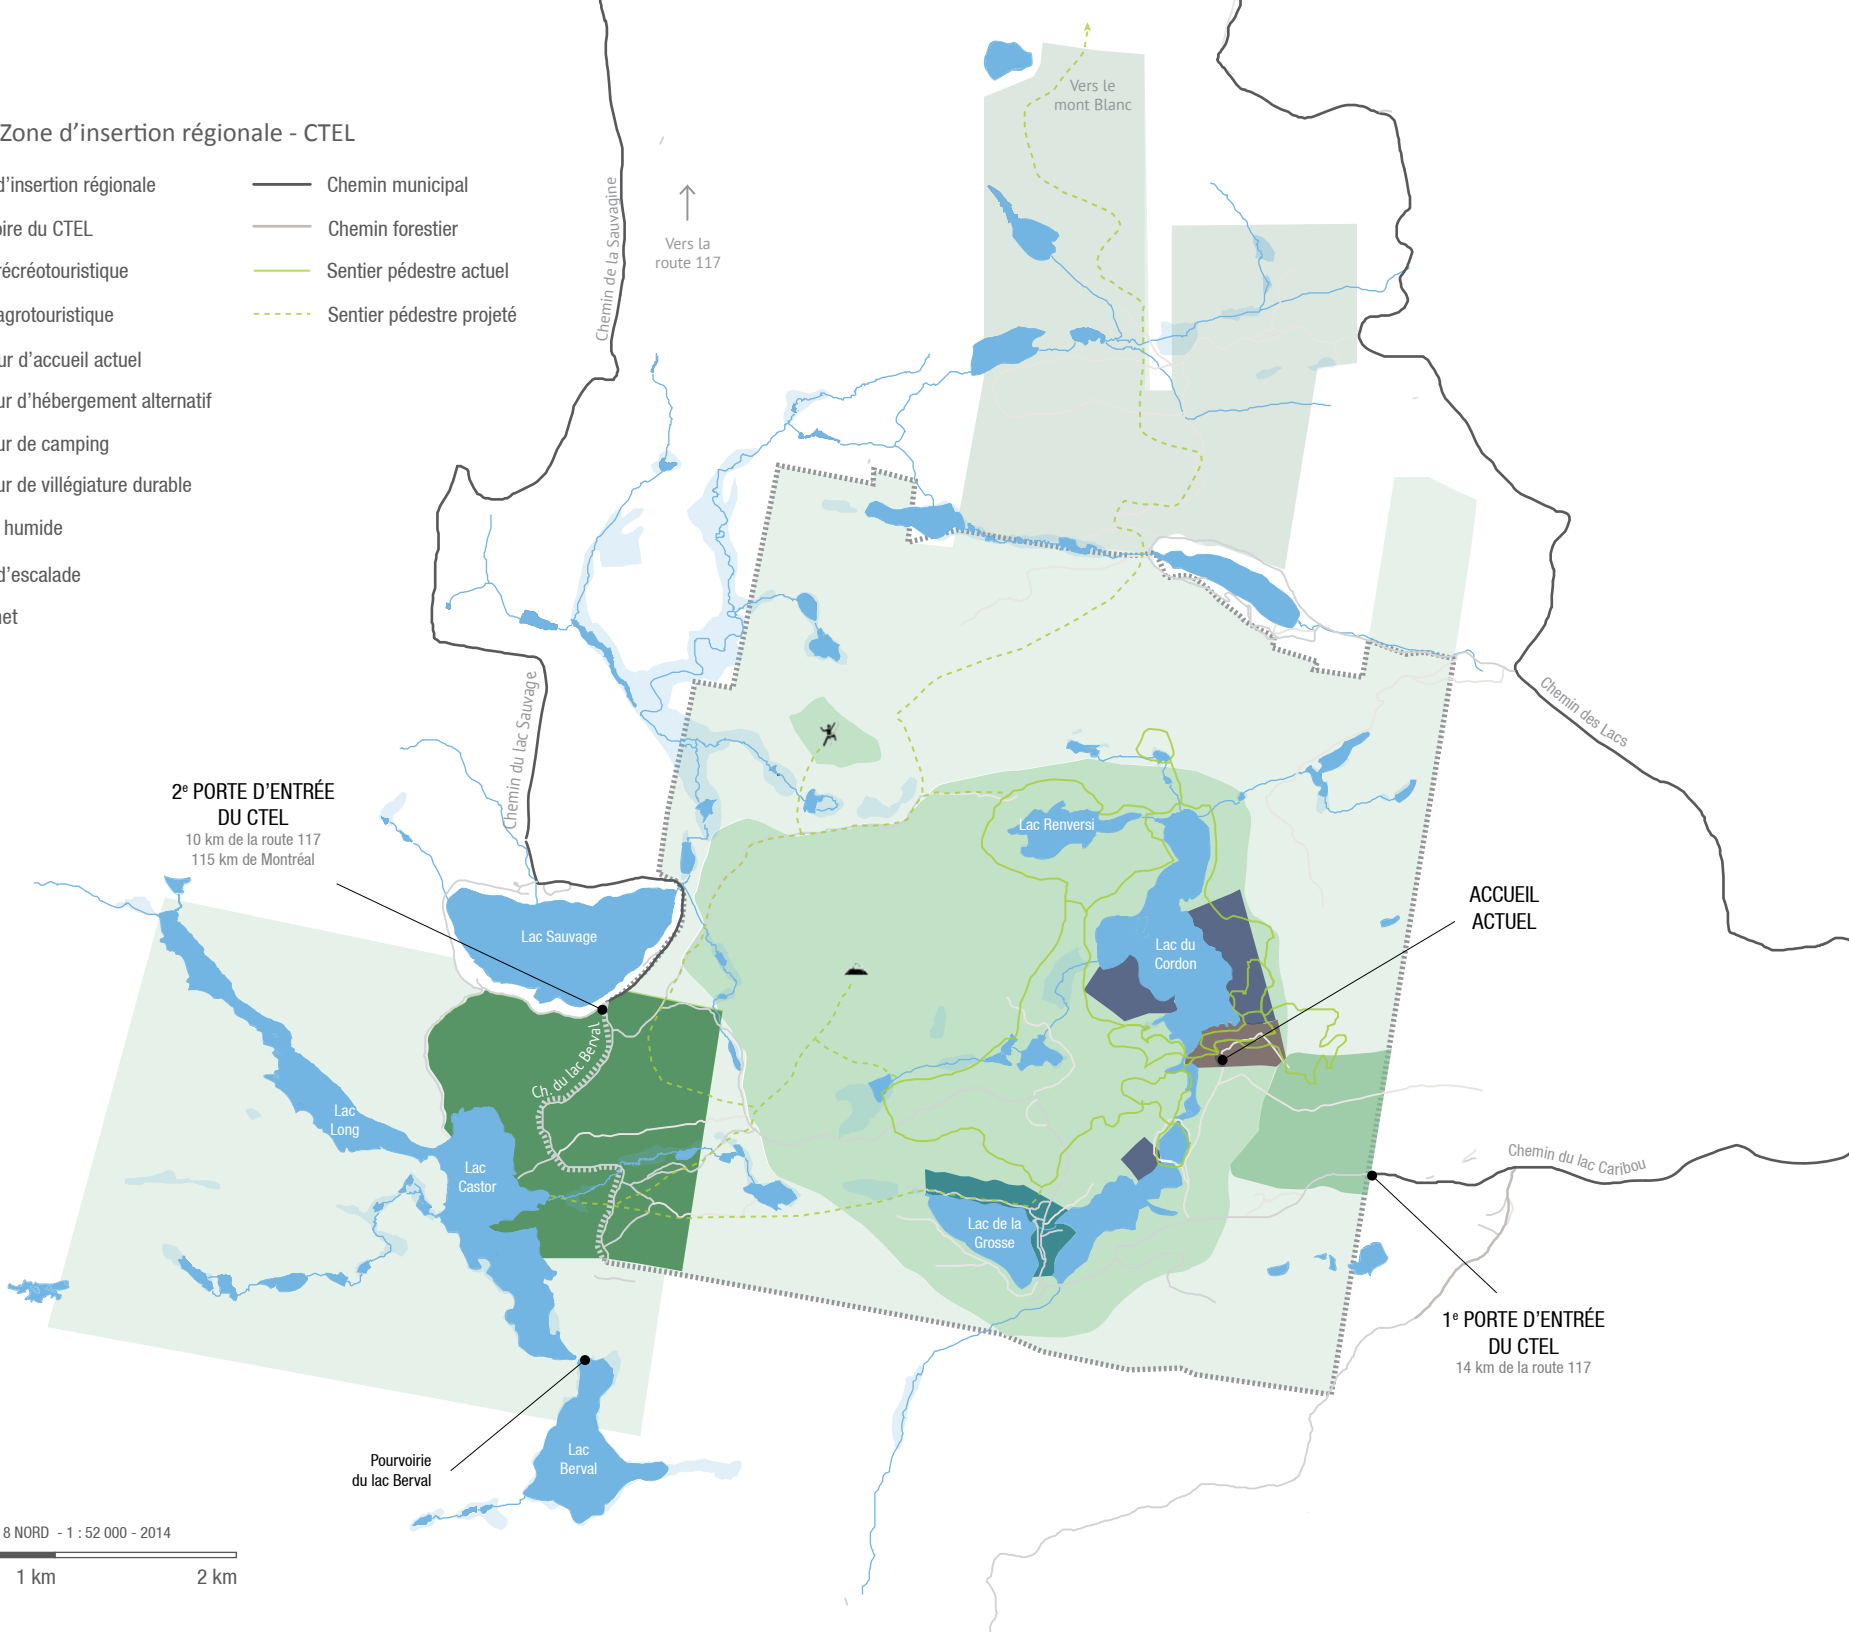 Zone d'insertion régionale - CTEL
d'insertion régionale
oire du CTEL
récréotouristique
agrotouristique
ur d'accueil actuel
ur d'hébergement alternatif
ur de camping
ur de villégiature durable
humide
d'escalade
net
Chemin municipal
Chemin forestier
Sentier pédestre actuel
Sentier pédestre projeté
Chemin de la Sauvagine
Vers la
route 117
Vers le
mont Blanc
Chemin du lac Sauvage
Chemin des Lacs
2e PORTE D'ENTRÉE
DU CTEL
10 km de la route 117
115 km de Montréal
Lac Renversi
Lac Sauvage
Lac du
Cordon
ACCUEIL
ACTUEL
Ch. du lac Berval
Lac
Long
Lac
Castor
Chemin du lac Caribou
Lac de la
Grosse
1e PORTE D'ENTRÉE
DU CTEL
14 km de la route 117
Pourvoirie
du lac Berval
Lac
Berval
8 NORD - 1 : 52 000 - 2014
1 km
2 km